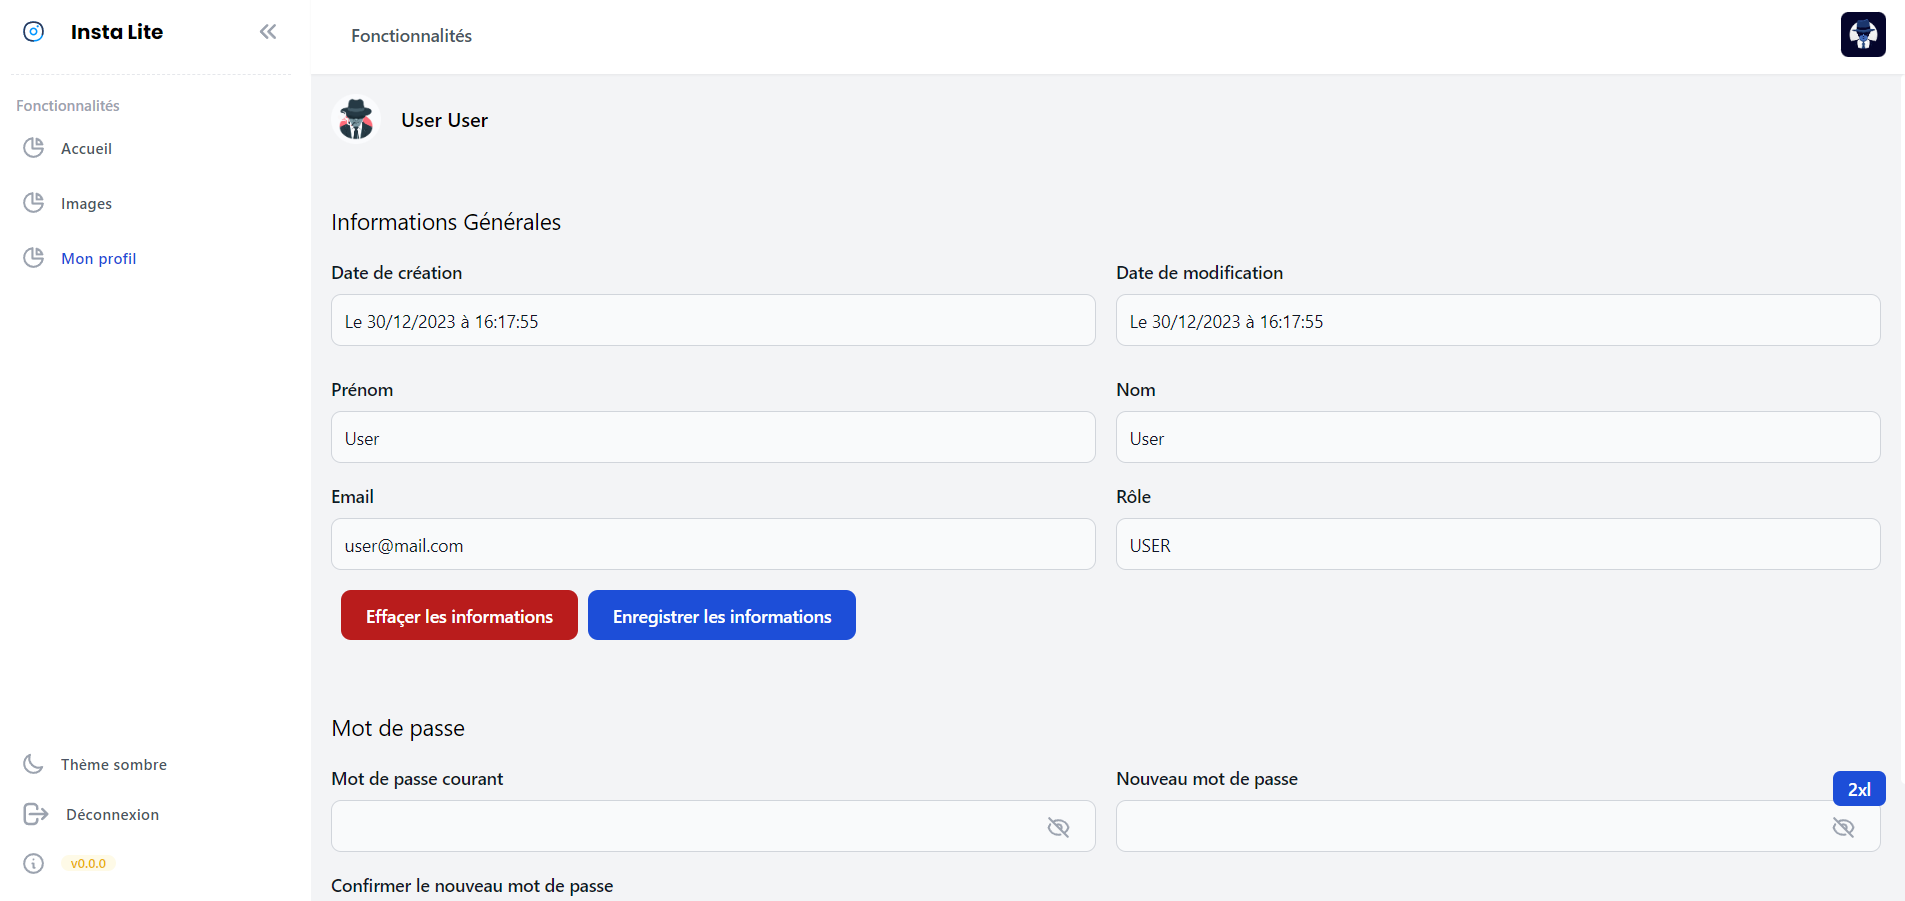 Insta Lite
Fonctionnalités
Accueil
Images
Mon profil
Thème sombre
Déconnexion
v0.0.0
Fonctionnalités
User User
Informations Générales
Date de création
Date de modification
Le 30/12/2023 à 16:17:55
Le 30/12/2023 à 16:17:55
Prénom
Nom
User
User
Email
Rôle
user@mail.com
USER
Effaçer les informations
Enregistrer les informations
Mot de passe
Mot de passe courant
Nouveau mot de passe
2xl
Confirmer le nouveau mot de passe